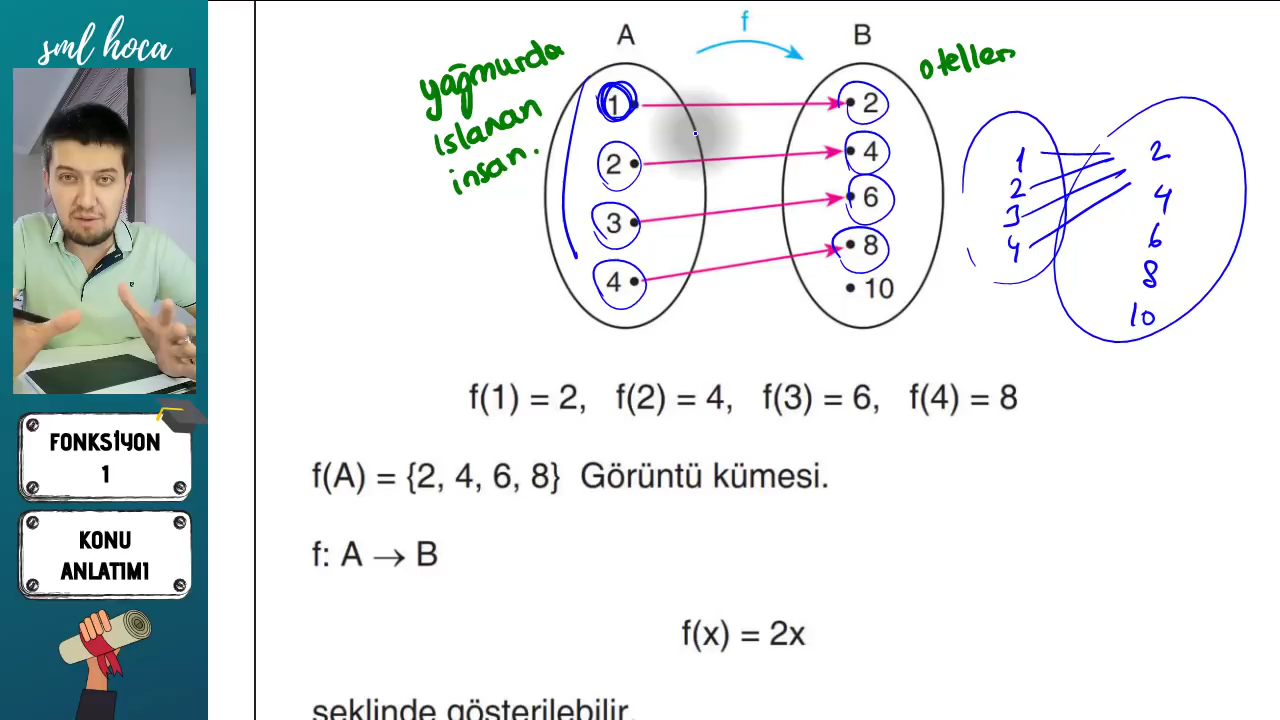 sml hoca
FONKSİYON
1
KONU
ANLATIMI
yağmurda
ıslanan
insan.
A
f
B
oteller
1
2
3
4
2
4
6
8
10
1
2
3
4
2
4
6
8
10
f(1) = 2, f(2) = 4, f(3) = 6, f(4) = 8
f(A) = {2, 4, 6, 8} Görüntü kümesi.
f: A → B
f(x) = 2x
şeklinde gösterilebilir.